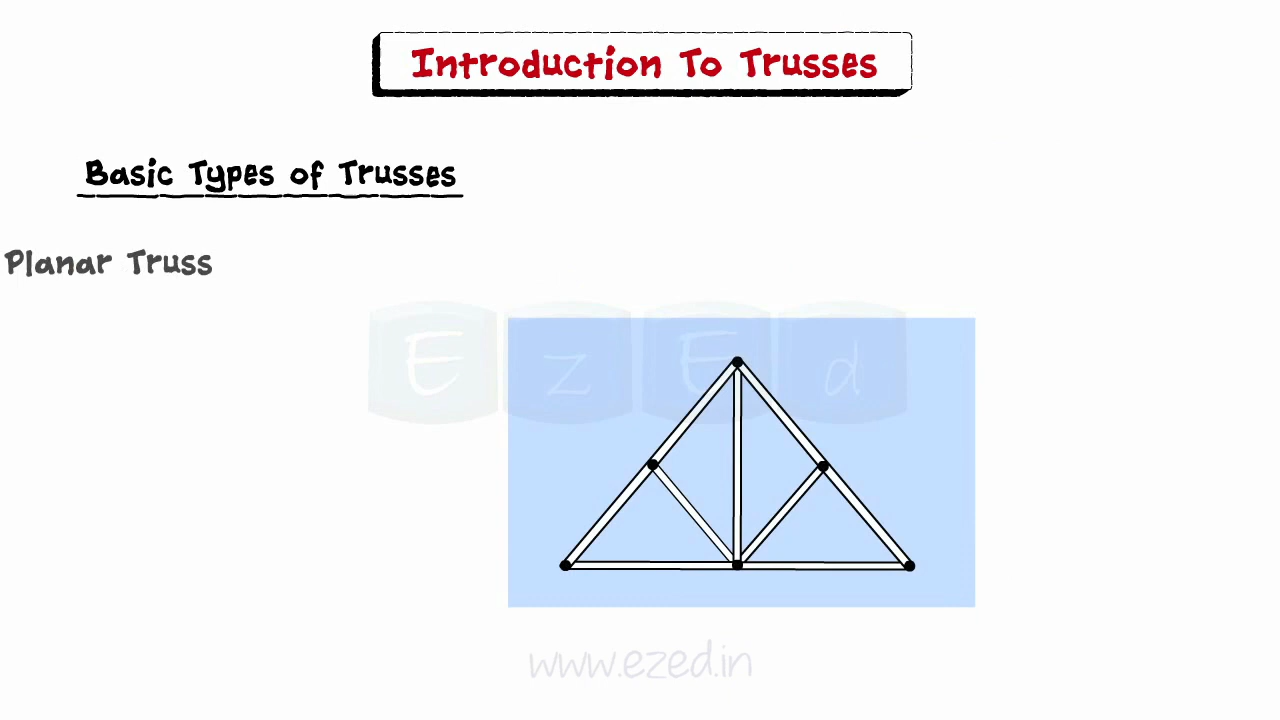 Introduction To Trusses
Basic Types of Trusses
Planar Truss
E z E d
www.ezed.in